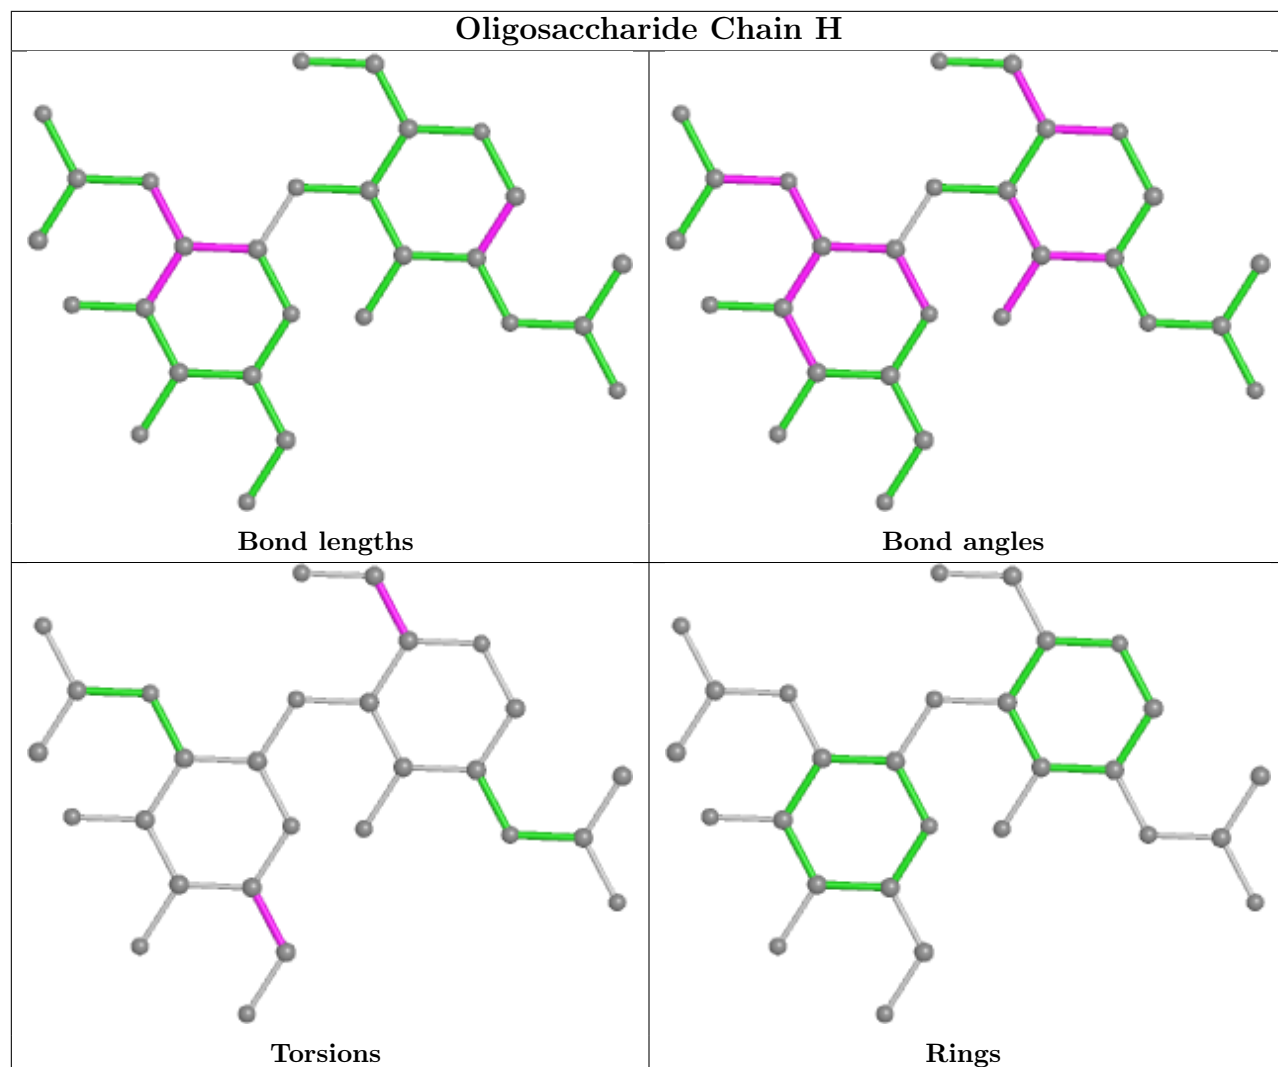 Oligosaccharide Chain H
Bond lengths
Bond angles
Torsions
Rings